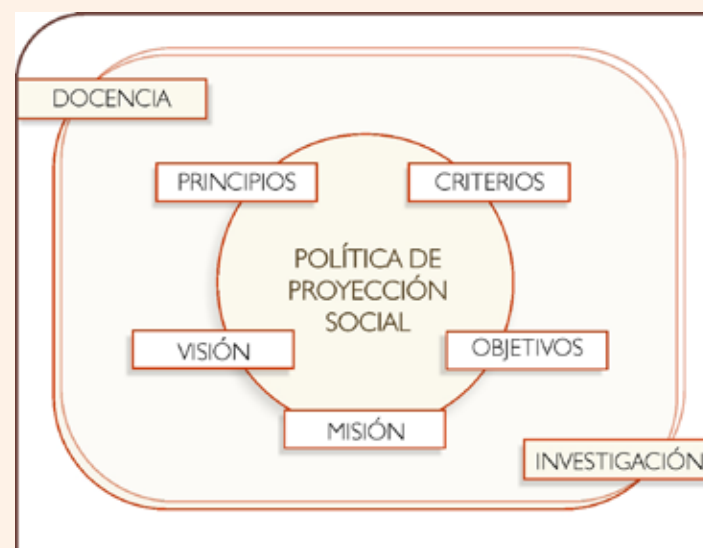 DOCENCIA
PRINCIPIOS
CRITERIOS
POLÍTICA DE
PROYECCIÓN
SOCIAL
VISIÓN
OBJETIVOS
MISIÓN
INVESTIGACIÓN